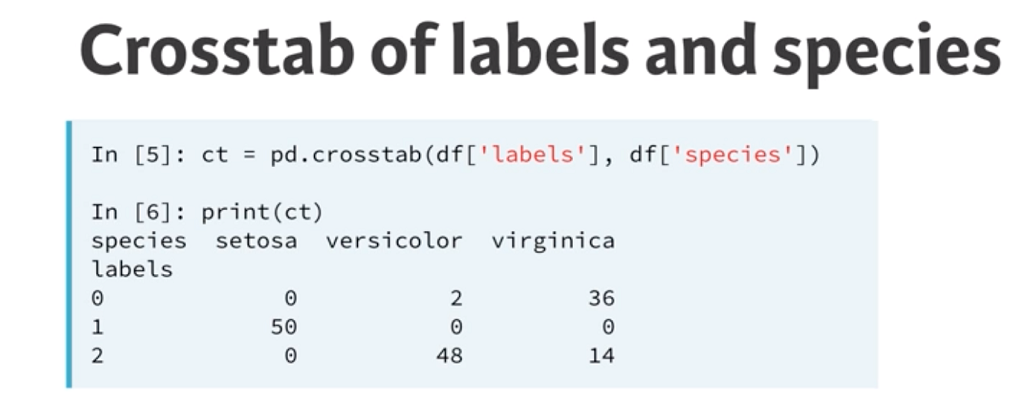 Crosstab of labels and species
In [5]: ct = pd.crosstab(df['labels'], df['species'])
In [6]: print(ct)
species  setosa  versicolor  virginica
labels
0             0           2         36
1            50           0          0
2             0          48         14